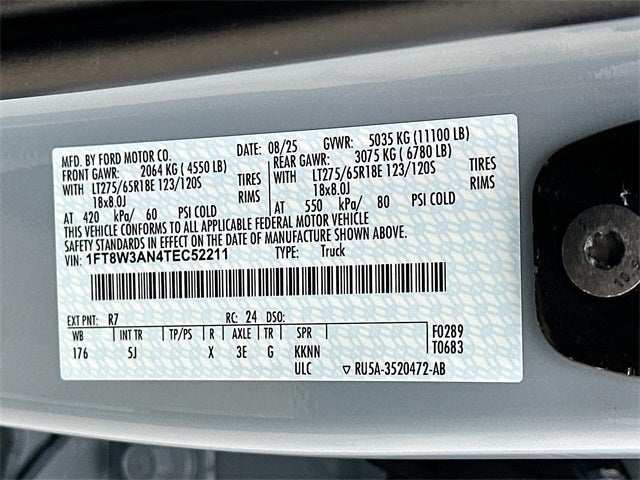 MFD. BY FORD MOTOR CO. DATE: 08/25 GVWR: 5035 KG (11100 LB)
FRONT GAWR: 2064 KG (4550 LB) REAR GAWR: 3075 KG (6780 LB)
WITH LT275/65R18E 123/120S TIRES WITH LT275/65R18E 123/120S TIRES
18x8.0J RIMS 18x8.0J RIMS
AT 420 kPa/ 60 PSI COLD AT 550 kPa/ 80 PSI COLD
THIS VEHICLE CONFORMS TO ALL APPLICABLE FEDERAL MOTOR VEHICLE
SAFETY STANDARDS IN EFFECT ON THE DATE OF MANUFACTURE SHOWN ABOVE.
VIN: 1FT8W3AN4TEC52211 TYPE: Truck
EXT PNT: R7 RC: 24 DSO: F0289
WB INT TR TP/PS R AXLE TR SPR T0683
176 5J X 3E G KKNN
ULC ▽ RU5A-3520472-AB